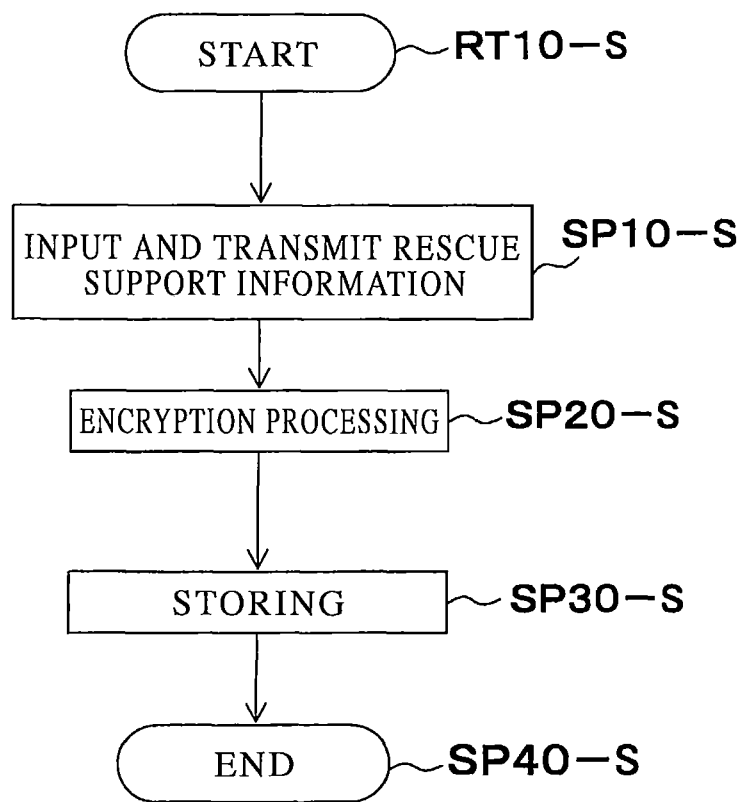 START
RT10-S
INPUT AND TRANSMIT RESCUE
SUPPORT INFORMATION
SP10-S
ENCRYPTION PROCESSING
SP20-S
STORING
SP30-S
END
SP40-S